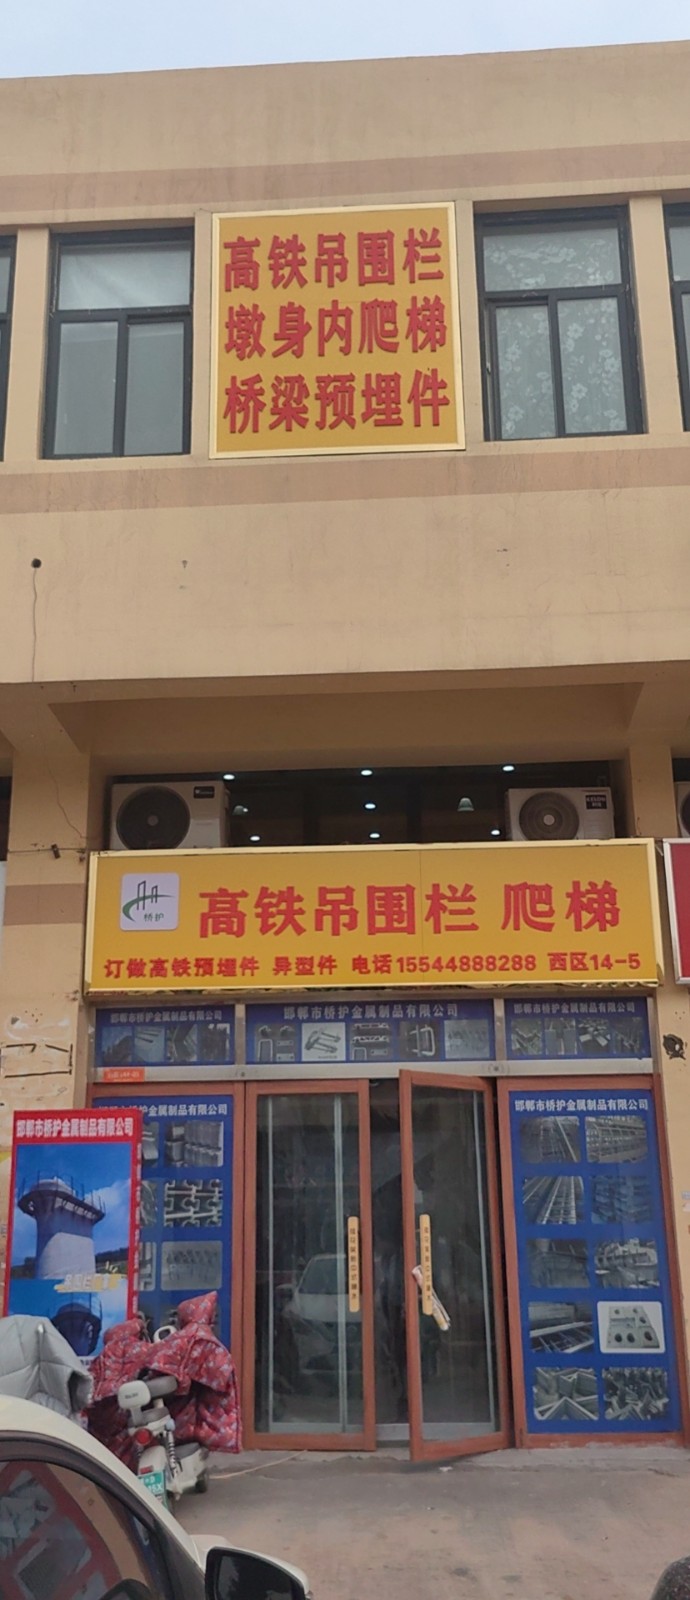 高铁吊围栏
墩身内爬梯
桥梁预埋件
桥护
高铁吊围栏 爬梯
订做高铁预埋件 异型件 电话15544888288 西区14-5
邯郸市桥护金属制品有限公司
邯郸市桥护金属制品有限公司
邯郸市桥护金属制品有限公司
邯郸市桥护金属制品有限公司
邯郸市桥护金属制品有限公司
邯郸市桥护金属制品有限公司